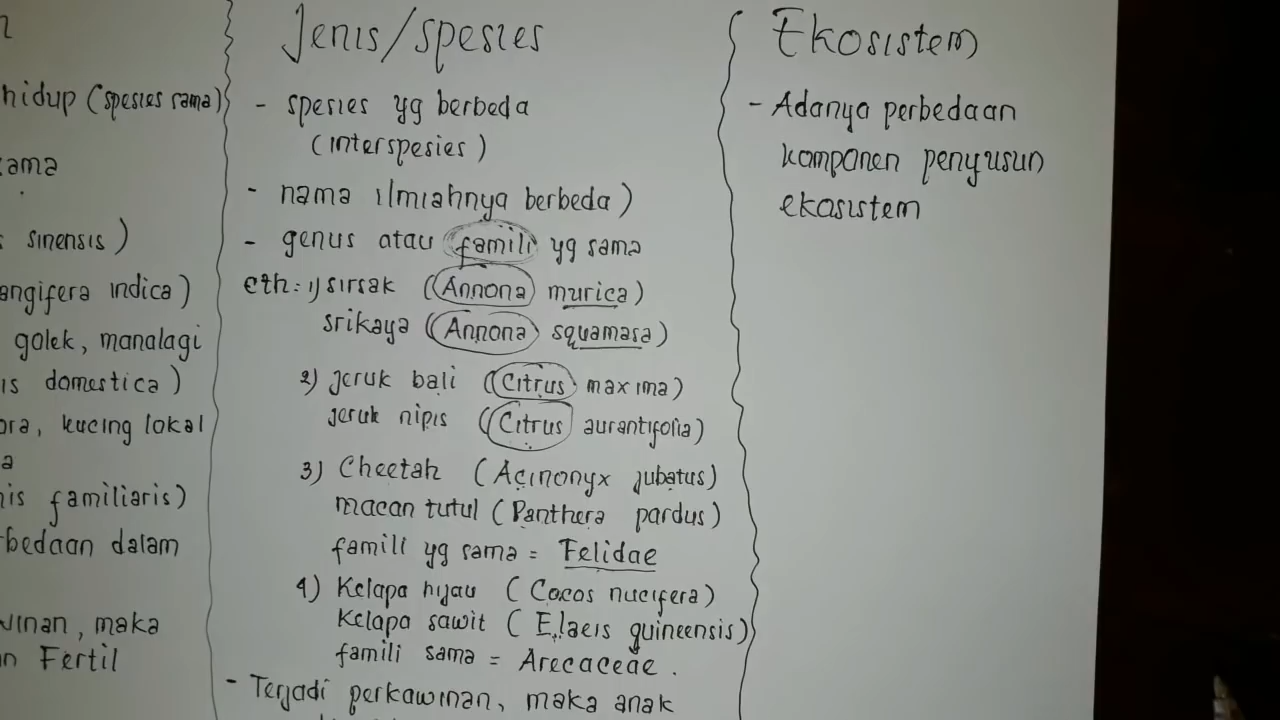 hidup (spesies sama)
sinensis)
angifera indica)
golek, manalagi
is domestica)
ora, kucing lokal
a
nis familiaris)
rbedaan dalam
winan, maka
n Fertil
Jenis/spesies
- spesies yg berbeda
(interspesies)
- nama ilmiahnya berbeda)
- genus atau famili yg sama
cth: 1) sirsak (Annona murica)
srikaya (Annona squamasa)
2) jeruk bali (Citrus maxima)
jeruk nipis (Citrus aurantifolia)
3) Cheetah (Acinonyx jubatus)
macan tutul (Panthera pardus)
famili yg sama = Felidae
4) Kelapa hijau (Cocos nucifera)
Kelapa sawit (Elaeis guineensis)
famili sama = Arecaceae.
- Terjadi perkawinan, maka anak
Ekosistem
- Adanya perbedaan
komponen penyusun
ekosistem